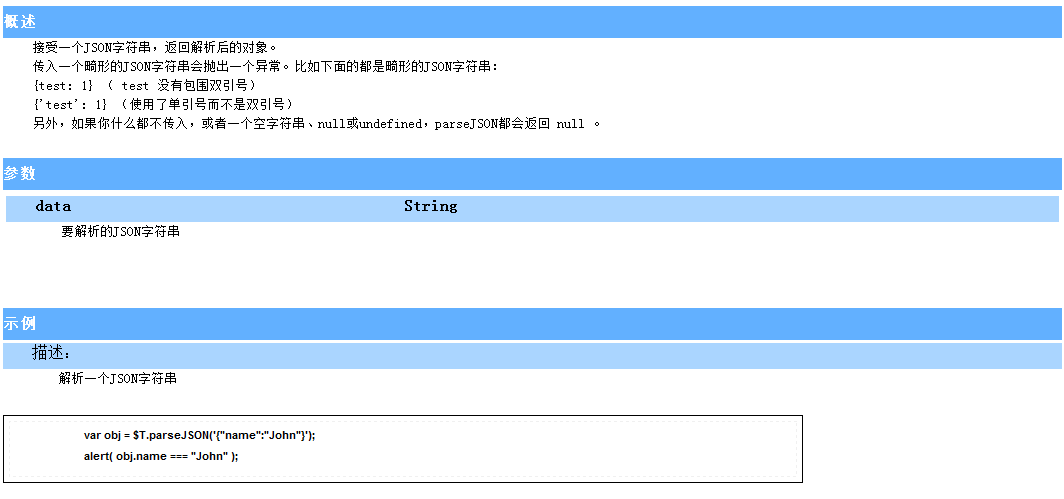 概述
接受一个JSON字符串，返回解析后的对象。
传入一个畸形的JSON字符串会抛出一个异常。比如下面的都是畸形的JSON字符串：
{test: 1} （ test 没有包围双引号）
{'test': 1} （使用了单引号而不是双引号）
另外，如果你什么都不传入，或者一个空字符串、null或undefined，parseJSON都会返回 null 。
参数
data String
要解析的JSON字符串
示例
描述：
解析一个JSON字符串
var obj = $T.parseJSON('{"name":"John"}');
alert( obj.name === "John" );